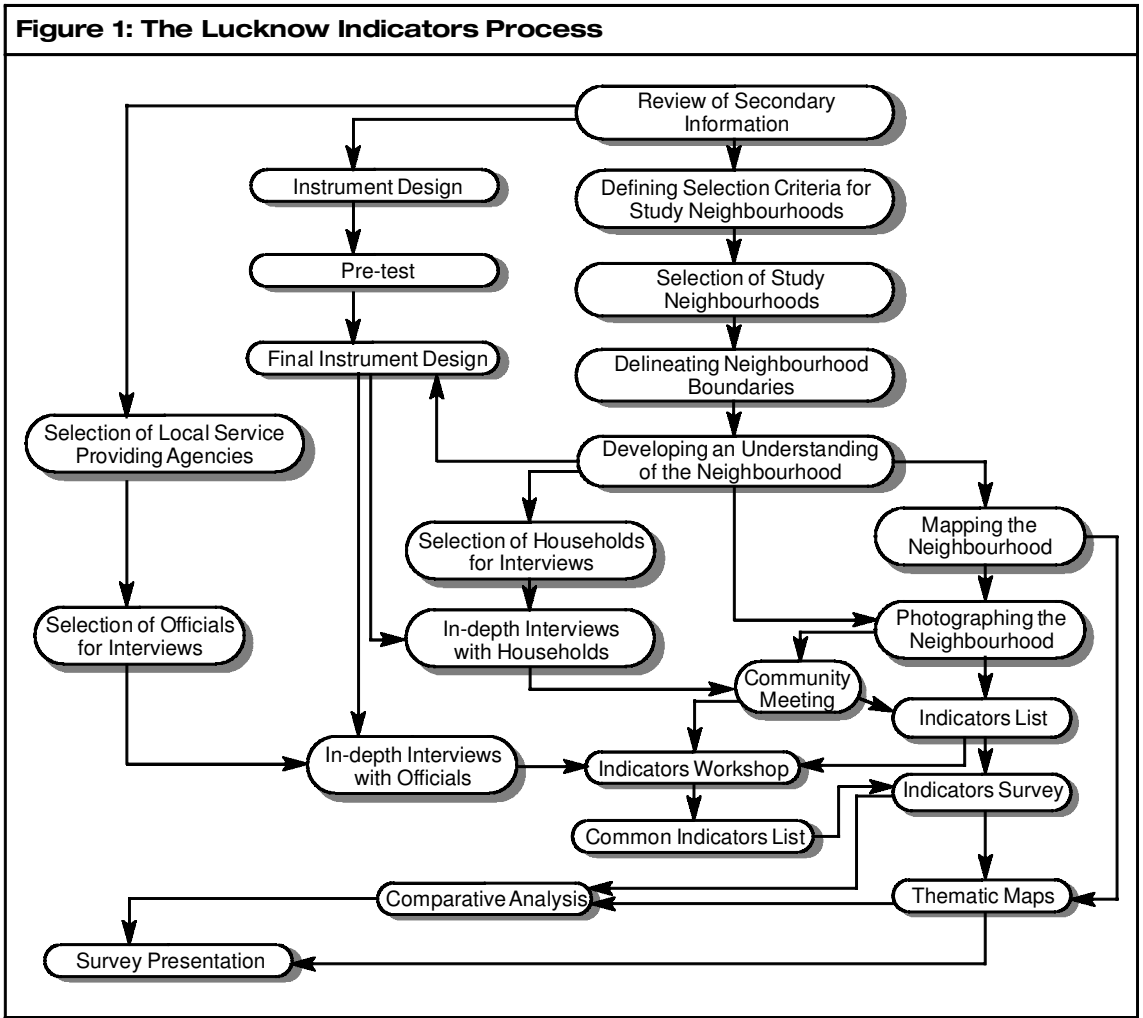 Figure 1: The Lucknow Indicators Process
Review of Secondary
Information
Instrument Design
Defining Selection Criteria for
Study Neighbourhoods
Pre-test
Selection of Study
Neighbourhoods
Final Instrument Design
Delineating Neighbourhood
Boundaries
Selection of Local Service
Providing Agencies
Developing an Understanding
of the Neighbourhood
Mapping the
Neighbourhood
Selection of Households
for Interviews
Selection of Officials
for Interviews
In-depth Interviews
with Households
Photographing the
Neighbourhood
Community
Meeting
Indicators List
In-depth Interviews
with Officials
Indicators Workshop
Indicators Survey
Common Indicators List
Comparative Analysis
Thematic Maps
Survey Presentation